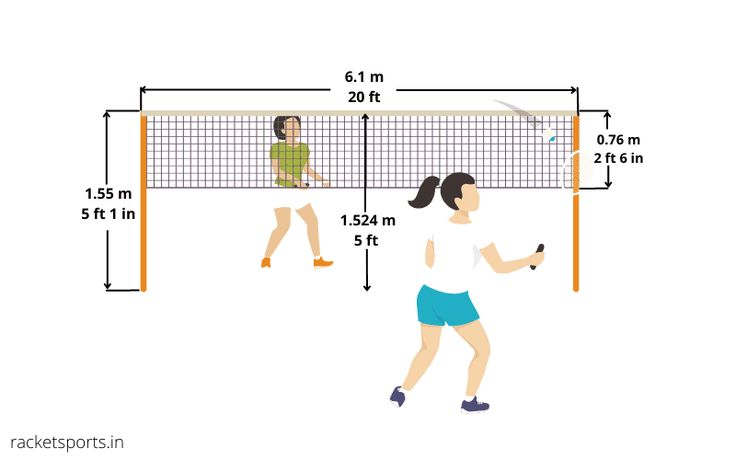 6.1 m
20 ft
0.76 m
2 ft 6 in
1.55 m
5 ft 1 in
1.524 m
5 ft
racketsports.in